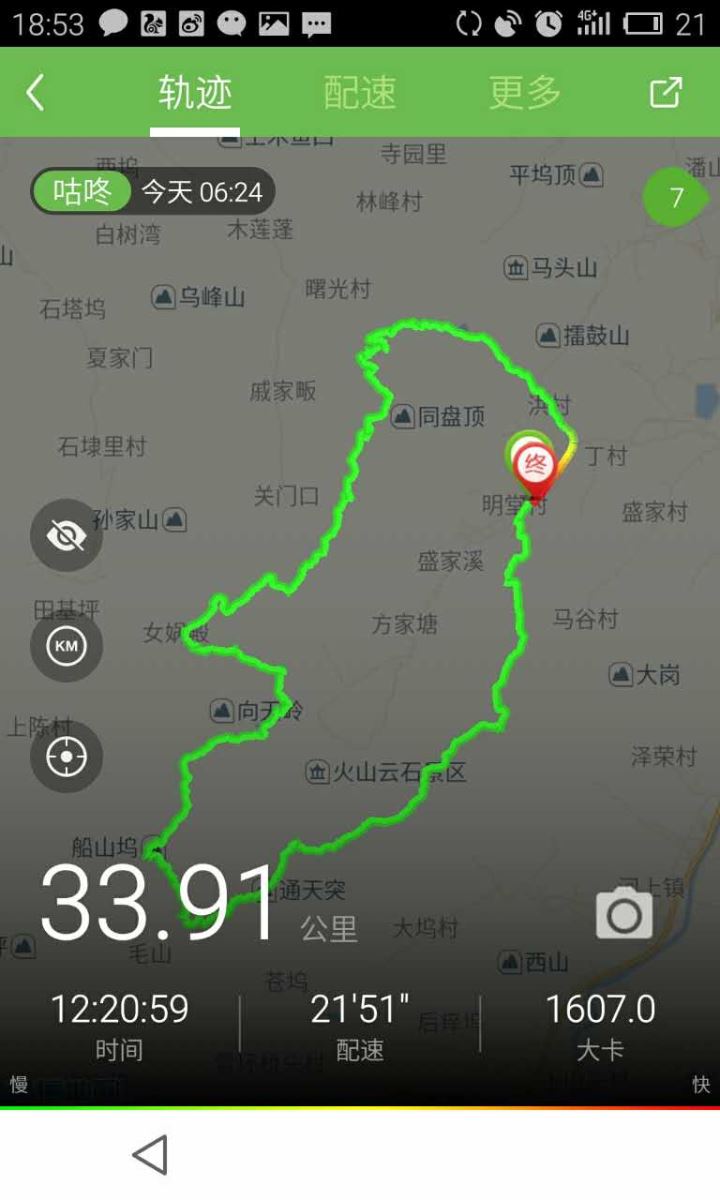 18:53 4G+ 21
轨迹 配速 更多
寺园里
咕咚 今天 06:24
平坞顶
7
林峰村
白树湾
木莲蓬
马头山
石塔坞
乌峰山
曙光村
擂鼓山
夏家门
戚家畈
洪村
同盘顶
石埭里村
终
丁村
关门口
明堂村
孙家山
盛家村
盛家溪
田基坪
女娲殿
方家塘
马谷村
KM
大岗
上陈村
向天岭
泽荣村
火山云石景区
船山坞
33.91 公里
通天突
大坞村
毛山
西山
苍坞
12:20:59 21'51" 1607.0
时间 配速 大卡
慢 快